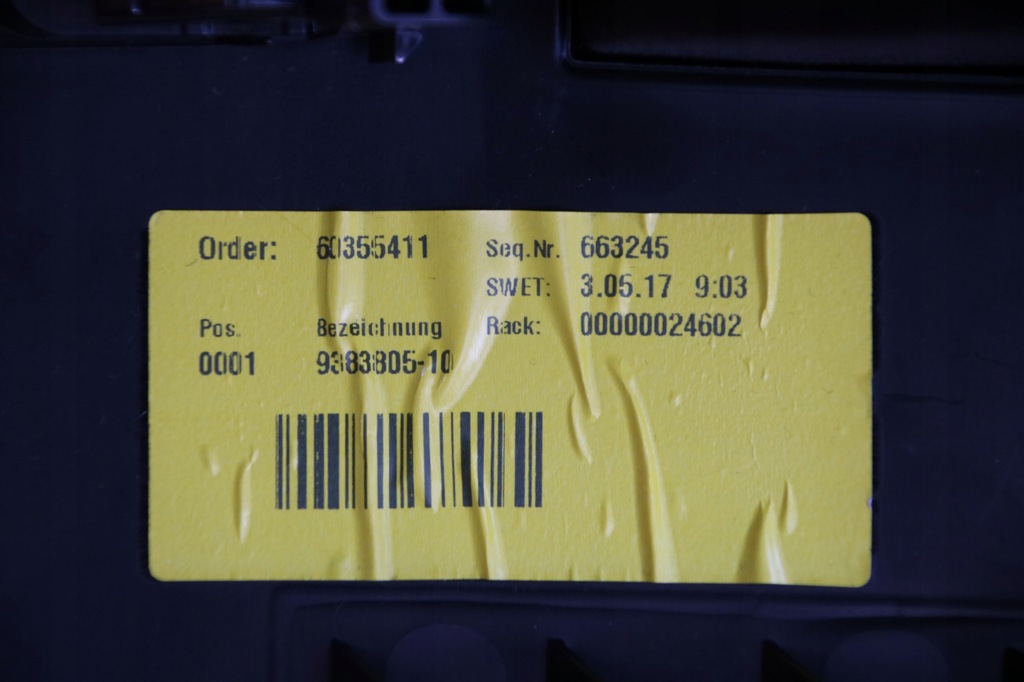 Order: 60355411 Seq.Nr. 663245
SWET: 3.05.17 9:03
Pos. Bezeichnung Rack: 00000024602
0001 9383805-10